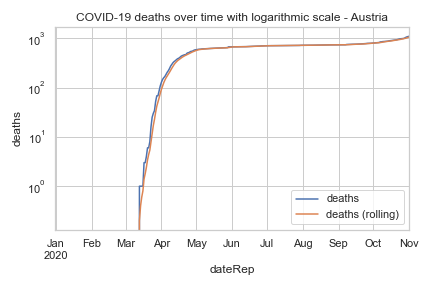 COVID-19 deaths over time with logarithmic scale - Austria
deaths
10³
10²
10¹
10⁰
Jan Feb Mar Apr May Jun Jul Aug Sep Oct Nov
2020
dateRep
deaths
deaths (rolling)